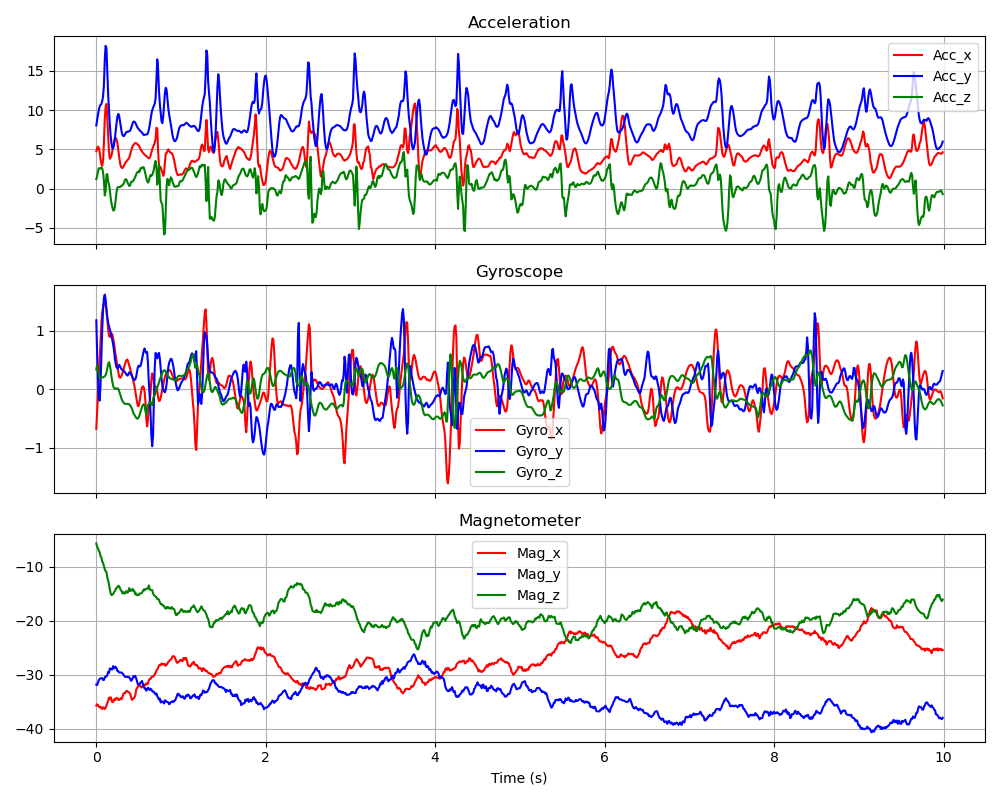 Acceleration
15
10
5
0
−5
Acc_x
Acc_y
Acc_z
Gyroscope
1
0
−1
Gyro_x
Gyro_y
Gyro_z
Magnetometer
−10
−20
−30
−40
Mag_x
Mag_y
Mag_z
0 2 4 6 8 10
Time (s)